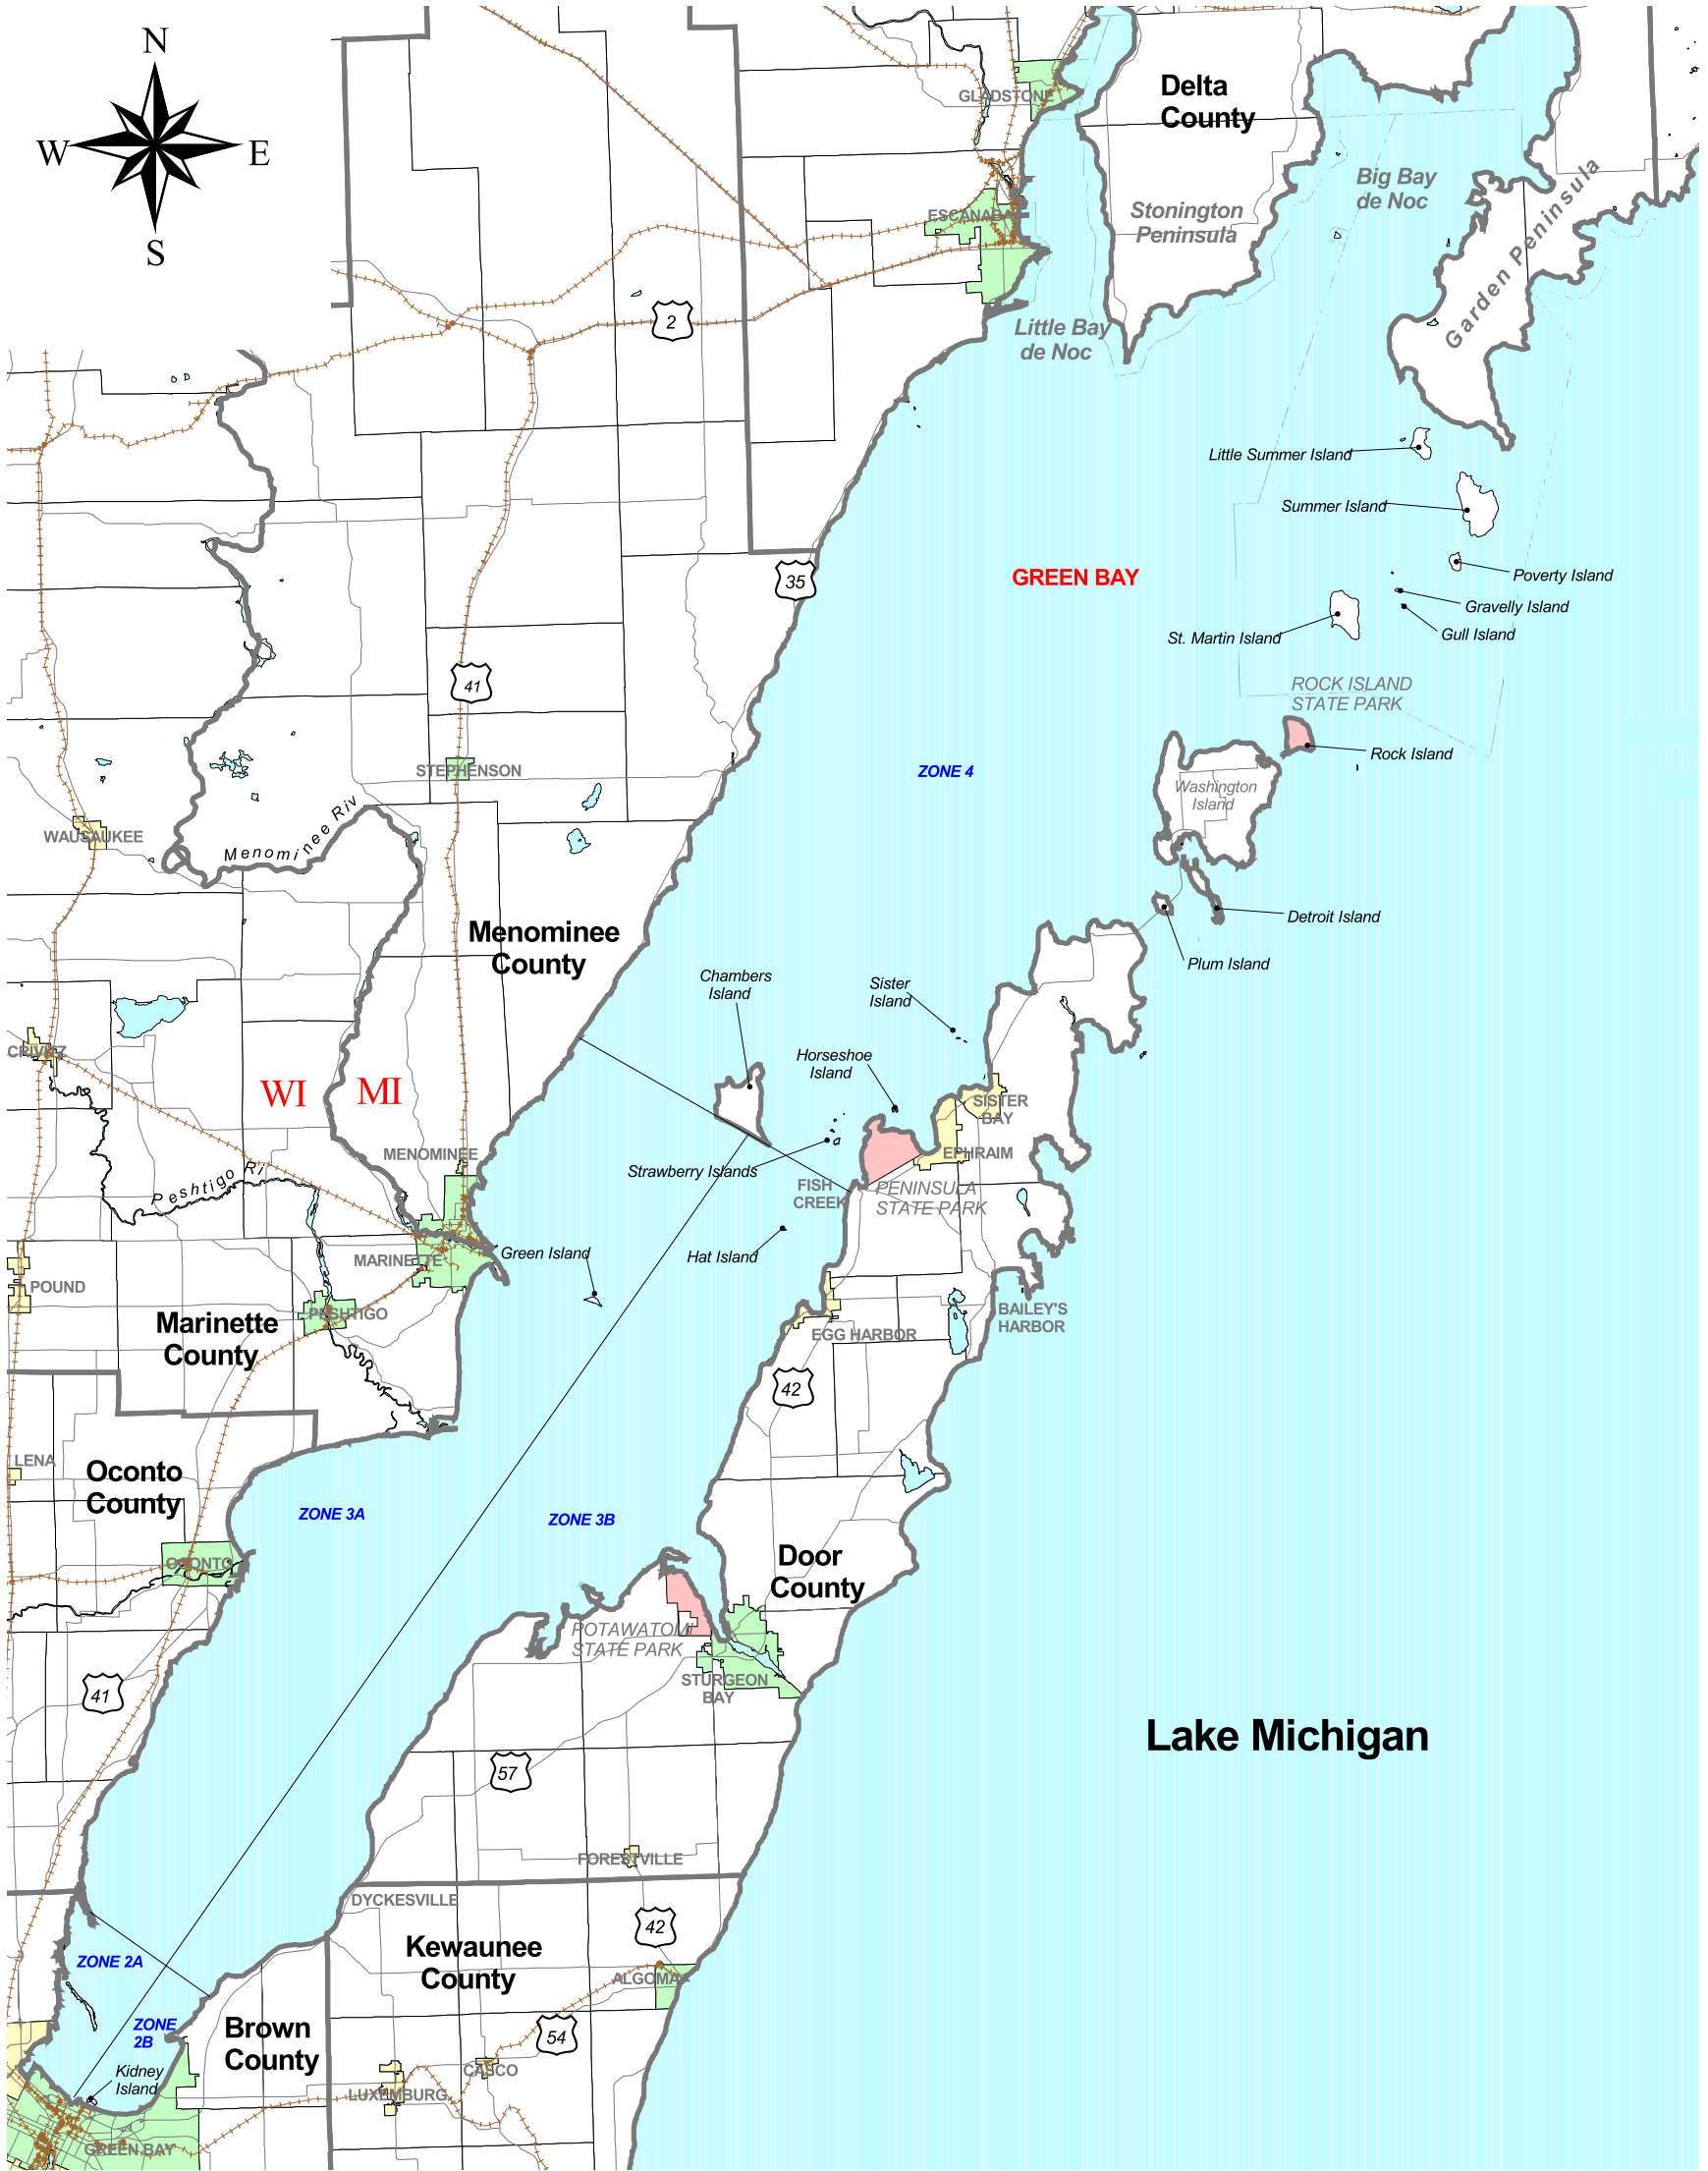 N
W
E
S
Delta
County
GLADSTONE
Big Bay
de Noc
Stonington
Peninsula
ESCANABA
Garden Peninsula
2
Little Bay
de Noc
Little Summer Island
Summer Island
35
GREEN BAY
Poverty Island
Gravelly Island
Gull Island
St. Martin Island
41
ROCK ISLAND
STATE PARK
Rock Island
STEPHENSON
ZONE 4
Washington
Island
WAUSAUKEE
Menominee Riv
Detroit Island
Menominee
County
Plum Island
Chambers
Island
Sister
Island
CRIVITZ
Horseshoe
Island
WI
MI
SISTER
BAY
MENOMINEE
EPHRAIM
Strawberry Islands
Peshtigo Ri
FISH
CREEK
PENINSULA
STATE PARK
Green Island
Hat Island
MARINETTE
POUND
PESHTIGO
BAILEY'S
HARBOR
Marinette
County
EGG HARBOR
42
LENA
Oconto
County
ZONE 3A
ZONE 3B
OCONTO
Door
County
POTAWATOMI
STATE PARK
STURGEON
BAY
41
Lake Michigan
57
FORESTVILLE
DYCKESVILLE
42
Kewaunee
County
ZONE 2A
ALGOMA
ZONE
2B
Brown
County
54
Kidney
Island
CASCO
LUXEMBURG
GREEN BAY